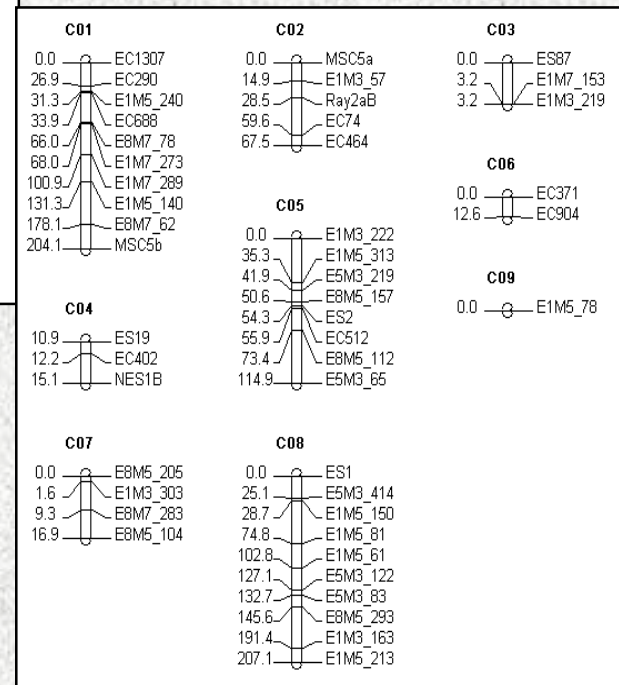 C01
0.0 EC1307
26.9 EC290
31.3 E1M5_240
33.9 EC688
66.0 E8M7_78
68.0 E1M7_273
100.9 E1M7_289
131.3 E1M5_140
178.1 E8M7_62
204.1 MSC5b
C02
0.0 MSC5a
14.9 E1M3_57
28.5 Ray2aB
59.6 EC74
67.5 EC464
C03
0.0 ES87
3.2 E1M7_153
3.2 E1M3_219
C06
0.0 EC371
12.6 EC904
C05
0.0 E1M3_222
35.3 E1M5_313
41.9 E5M3_219
50.6 E8M5_157
54.3 ES2
55.9 EC512
73.4 E8M5_112
114.9 E5M3_65
C09
0.0 E1M5_78
C04
10.9 ES19
12.2 EC402
15.1 NES1B
C07
0.0 E8M5_205
1.6 E1M3_303
9.3 E8M7_283
16.9 E8M5_104
C08
0.0 ES1
25.1 E5M3_414
28.7 E1M5_150
74.8 E1M5_81
102.8 E1M5_61
127.1 E5M3_122
132.7 E5M3_83
145.6 E8M5_293
191.4 E1M3_163
207.1 E1M5_213